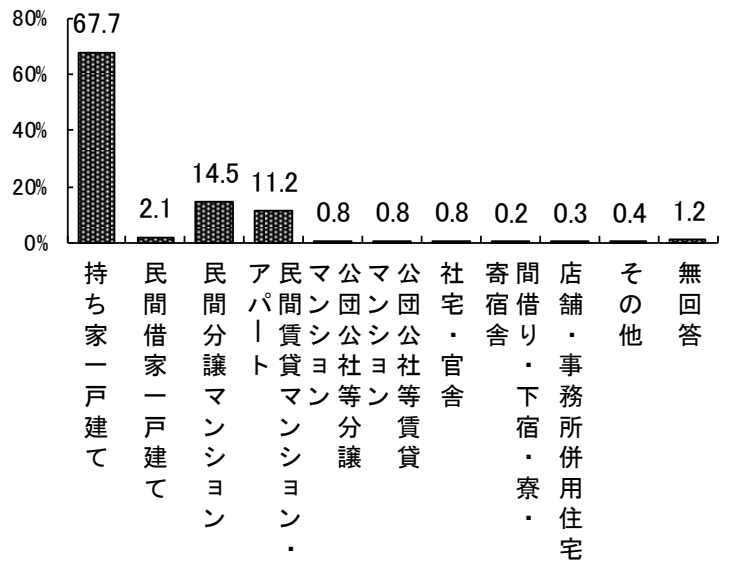 80%
60%
40%
20%
0%
67.7
2.1
14.5
11.2
0.8
0.8
0.8
0.2
0.3
0.4
1.2
持ち家一戸建て
民間借家一戸建て
民間分譲マンション
民間賃貸マンション・
アパート
公団公社等分譲
マンション
公団公社等賃貸
マンション
社宅・官舎
間借り・下宿・寮・
寄宿舎
店舗・事務所併用住宅
その他
無回答